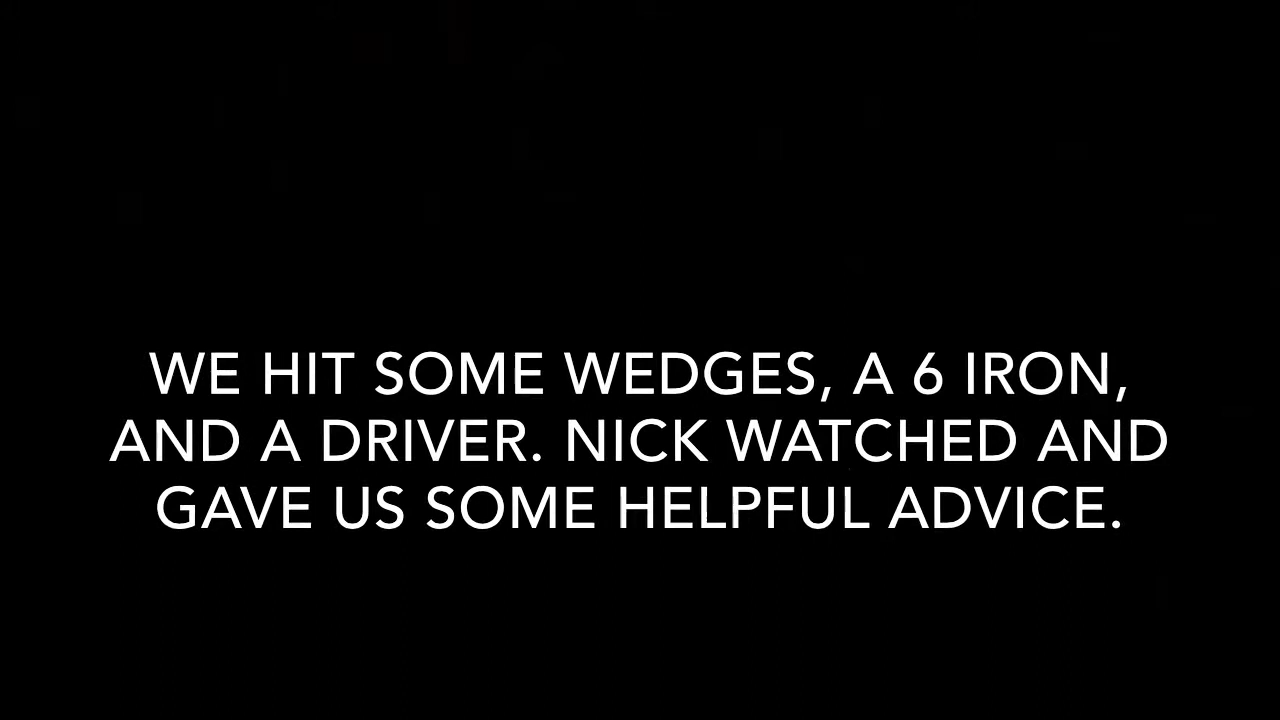 WE HIT SOME WEDGES, A 6 IRON,
AND A DRIVER. NICK WATCHED AND
GAVE US SOME HELPFUL ADVICE.